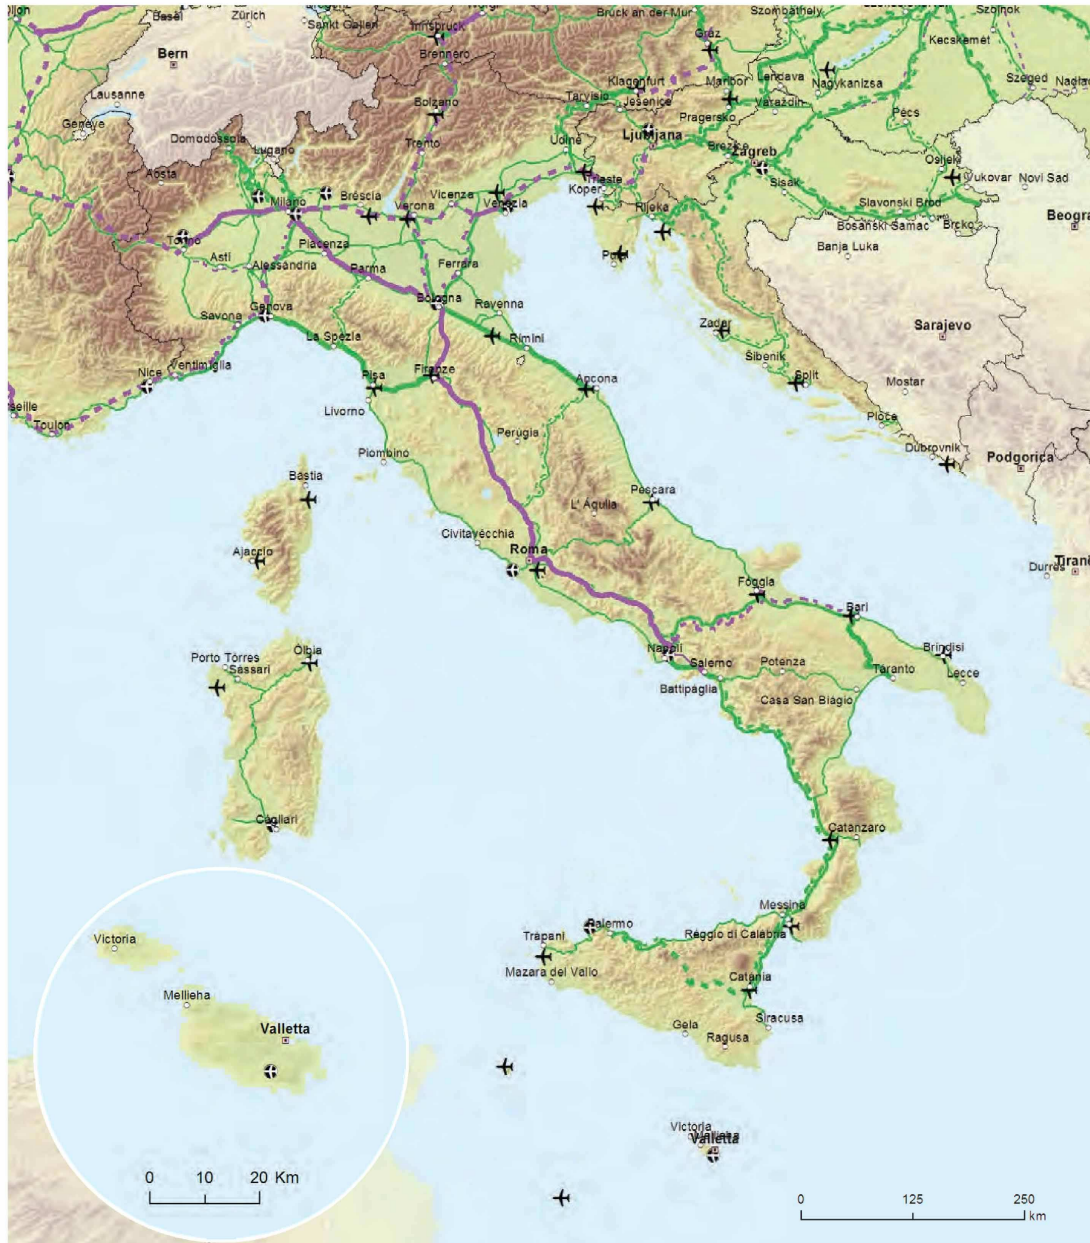 Basel
Zürich
Sankt Gallen
Innsbruck
Brennero
Bruck an der Mur
Graz
Szombathely
Szolnok
Kecskemét
Bern
Lausanne
Genève
Bolzano
Klagenfurt
Tarvisio
Jesenice
Maribor
Lendava
Nagykanizsa
Szeged
Domodossola
Lugano
Aosta
Trento
Udine
Ljubljana
Pragersko
Varaždin
Pécs
Brežice
Zagreb
Osijek
Vukovar
Novi Sad
Milano
Bréscia
Verona
Vicenza
Venezia
Trieste
Koper
Rijeka
Sisak
Slavonski Brod
Bosanski Samac
Brcko
Torino
Asti
Piacenza
Alessandria
Parma
Ferrara
Pula
Banja Luka
Savona
Genova
Bologna
Ravenna
La Spezia
Rimini
Zadar
Sarajevo
Nice
Ventimiglia
Pisa
Firenze
Šibenik
Split
Mostar
Toulon
Livorno
Ancona
Ploče
Piombino
Perugia
Dubrovnik
Podgorica
Bastia
Pescara
L' Aquila
Civitavecchia
Ajaccio
Roma
Durrës
Foggia
Bari
Porto Torres
Sassari
Olbia
Napoli
Salerno
Battipaglia
Potenza
Casa San Biagio
Taranto
Brindisi
Lecce
Cagliari
Catanzaro
Messina
Reggio di Calabria
Palermo
Trapani
Mazara del Vallo
Catania
Siracusa
Gela
Ragusa
Victoria
Mellieha
Valletta
0 10 20 Km
Victoria
Mellieha
Valletta
0 125 250
km